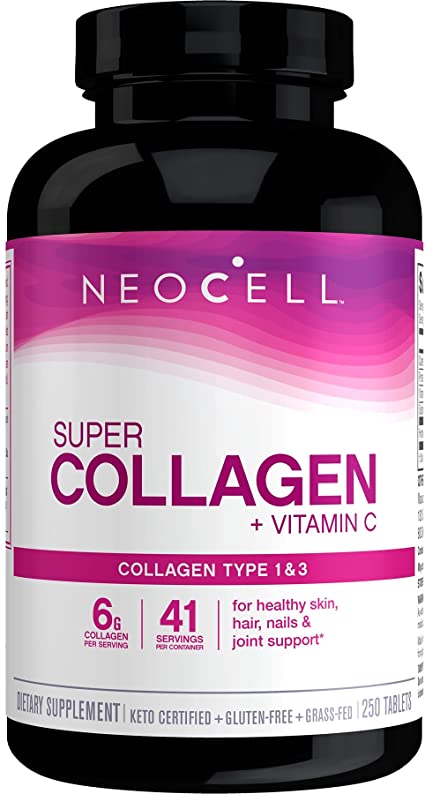 NEOCELL™
SUPER
COLLAGEN
+ VITAMIN C
COLLAGEN TYPE 1&3
6G
COLLAGEN
PER SERVING
41
SERVINGS
PER CONTAINER
for healthy skin,
hair, nails &
joint support*
DIETARY SUPPLEMENT | KETO CERTIFIED + GLUTEN-FREE + GRASS-FED | 250 TABLETS